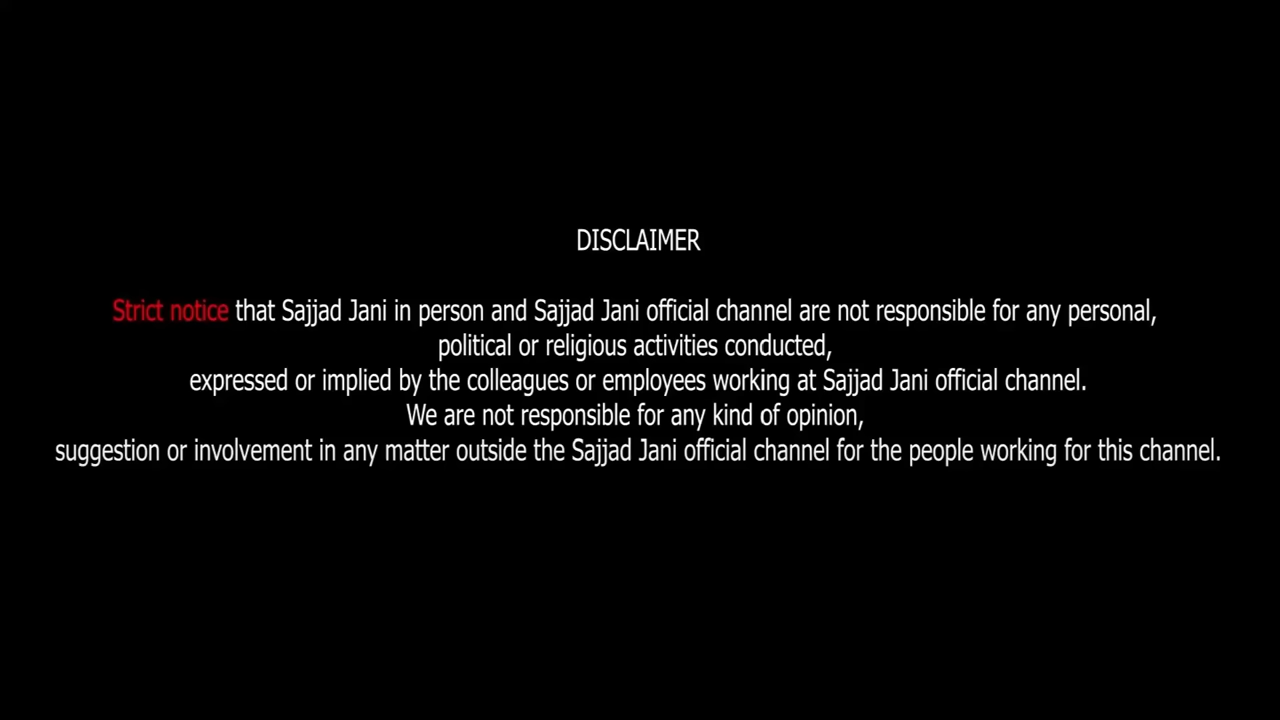 DISCLAIMER
Strict notice that Sajjad Jani in person and Sajjad Jani official channel are not responsible for any personal,
political or religious activities conducted,
expressed or implied by the colleagues or employees working at Sajjad Jani official channel.
We are not responsible for any kind of opinion,
suggestion or involvement in any matter outside the Sajjad Jani official channel for the people working for this channel.